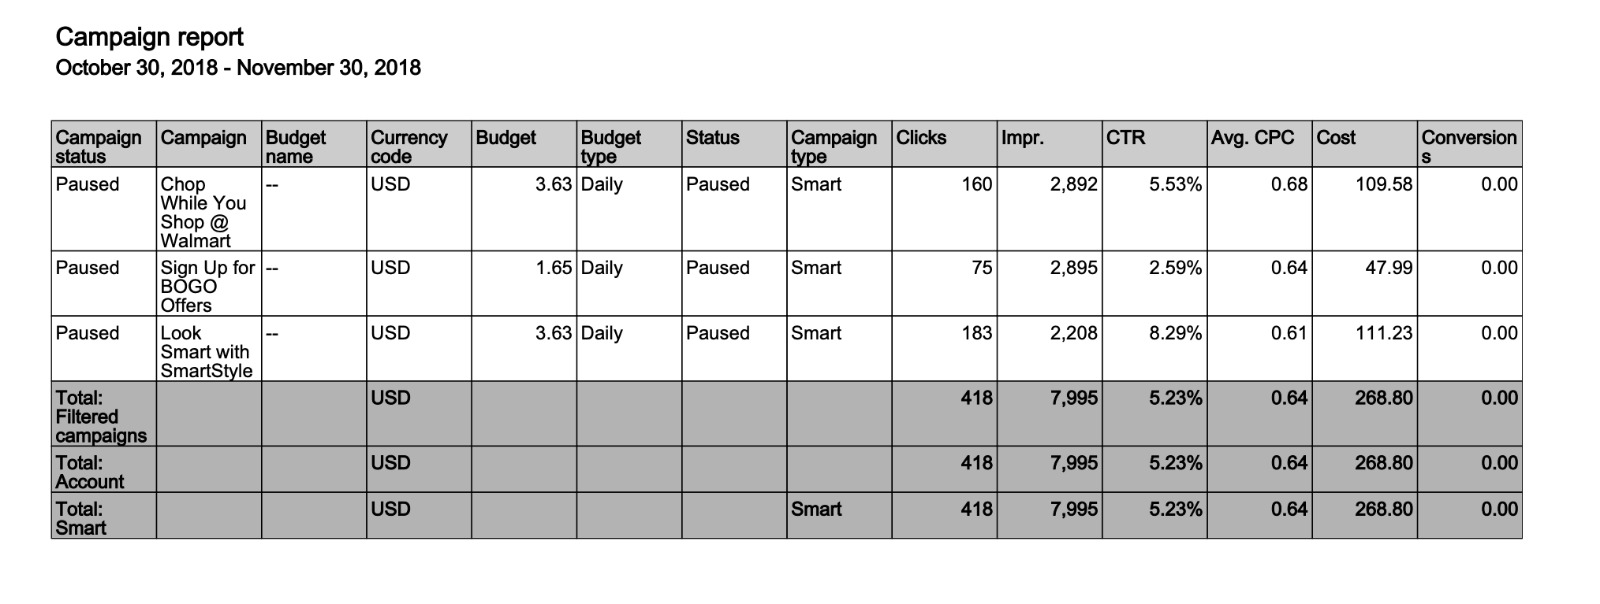 Campaign report
October 30, 2018 - November 30, 2018
Campaign status Campaign Budget name Currency code Budget Budget type Status Campaign type Clicks Impr. CTR Avg. CPC Cost Conversions
Paused Chop While You Shop @ Walmart -- USD 3.63 Daily Paused Smart 160 2,892 5.53% 0.68 109.58 0.00
Paused Sign Up for BOGO Offers -- USD 1.65 Daily Paused Smart 75 2,895 2.59% 0.64 47.99 0.00
Paused Look Smart with SmartStyle -- USD 3.63 Daily Paused Smart 183 2,208 8.29% 0.61 111.23 0.00
Total: Filtered campaigns USD 418 7,995 5.23% 0.64 268.80 0.00
Total: Account USD 418 7,995 5.23% 0.64 268.80 0.00
Total: Smart USD Smart 418 7,995 5.23% 0.64 268.80 0.00